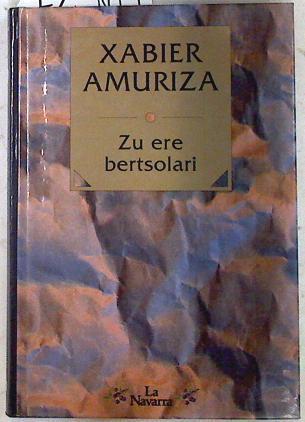 XABIER
AMURIZA
Zu ere
bertsolari
La
Navarra